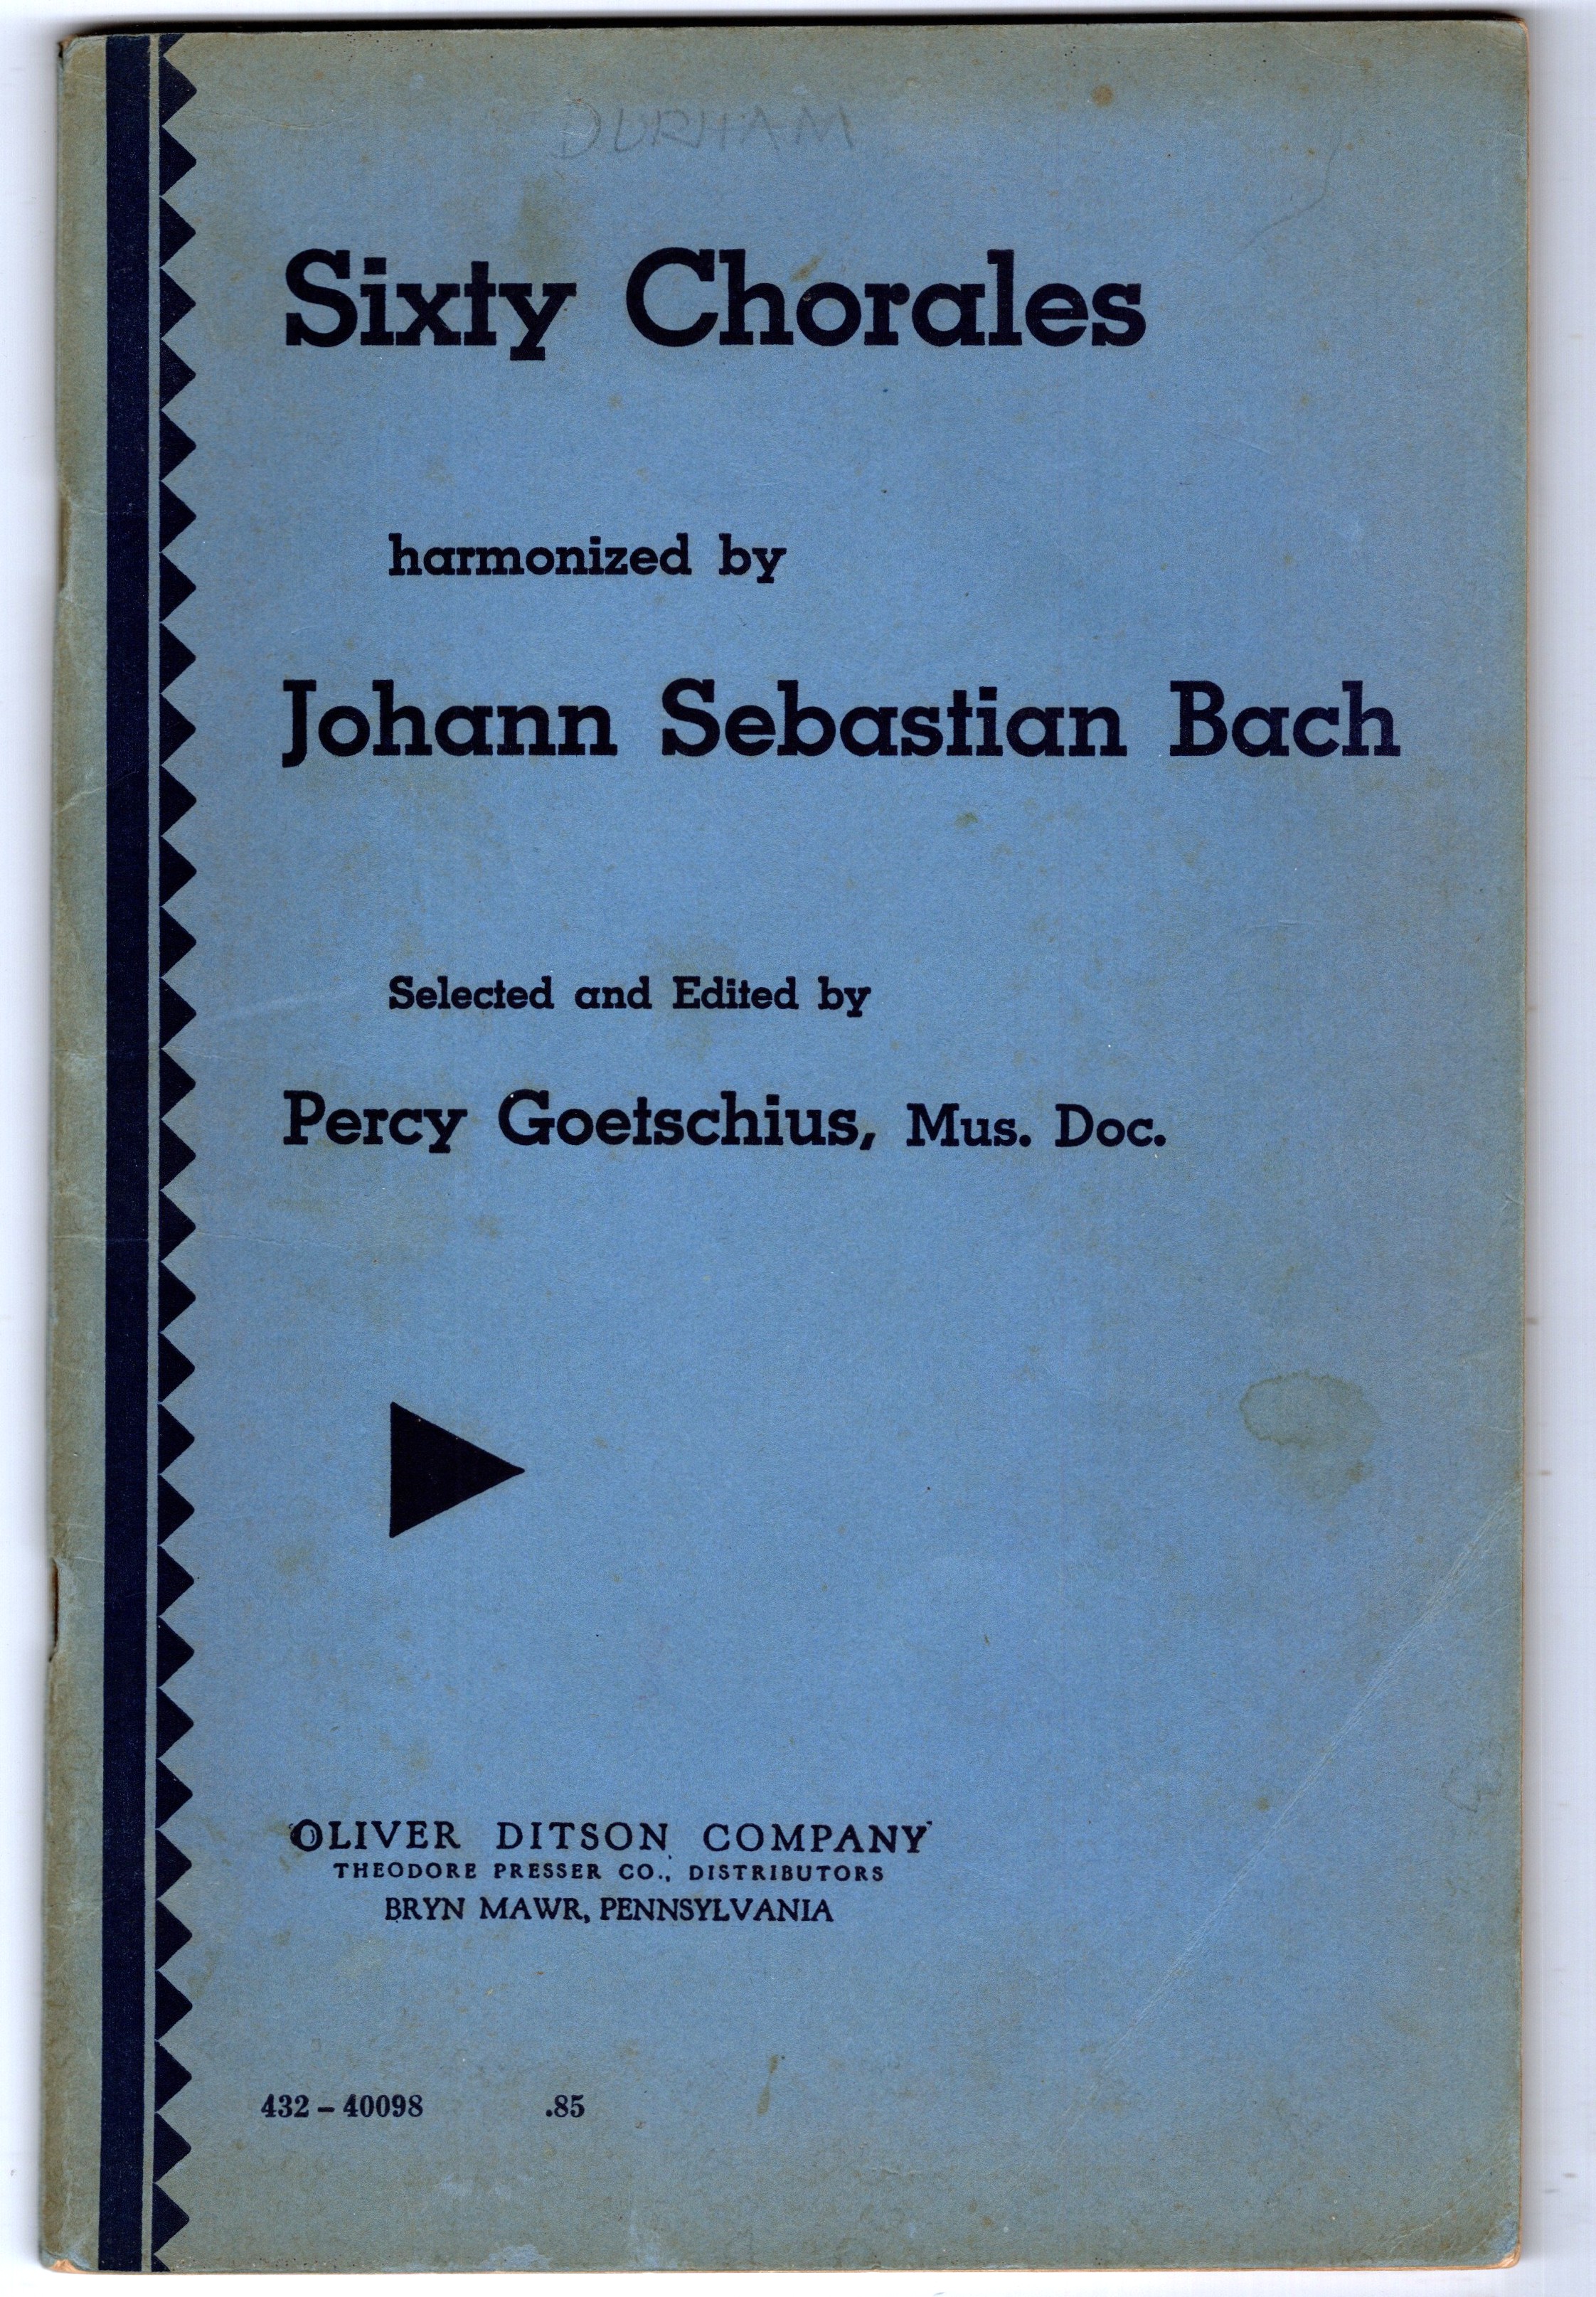 DURHAM
Sixty Chorales
harmonized by
Johann Sebastian Bach
Selected and Edited by
Percy Goetschius, Mus. Doc.
OLIVER DITSON COMPANY
THEODORE PRESSER CO., DISTRIBUTORS
BRYN MAWR, PENNSYLVANIA
432 – 40098 .85